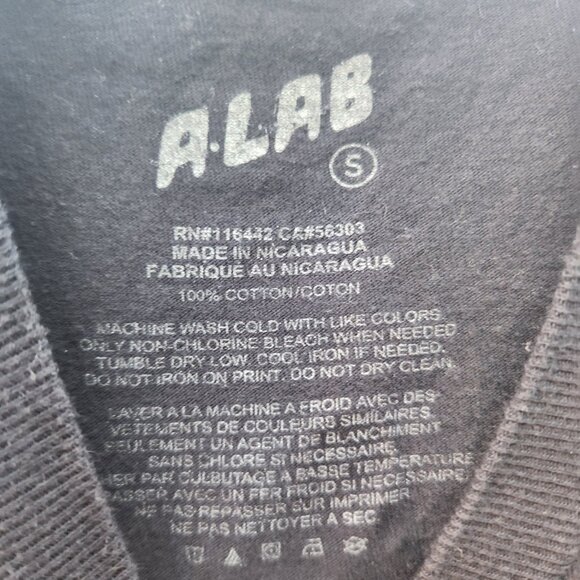 A.LAB
S
RN#116442 CA#56303
MADE IN NICARAGUA
FABRIQUE AU NICARAGUA
100% COTTON/COTON
MACHINE WASH COLD WITH LIKE COLORS
ONLY NON-CHLORINE BLEACH WHEN NEEDED
TUMBLE DRY LOW. COOL IRON IF NEEDED.
DO NOT IRON ON PRINT. DO NOT DRY CLEAN.
LAVER A LA MACHINE A FROID AVEC DES
VETEMENTS DE COULEURS SIMILAIRES.
SEULEMENT UN AGENT DE BLANCHIMENT
SANS CHLORE SI NECESSAIRE.
PAR CULBUTAGE A BASSE TEMPERATURE
AVEC UN FER FROID SI NECESSAIRE.
NE PAS REPASSER SUR IMPRIMER
NE PAS NETTOYER A SEC.